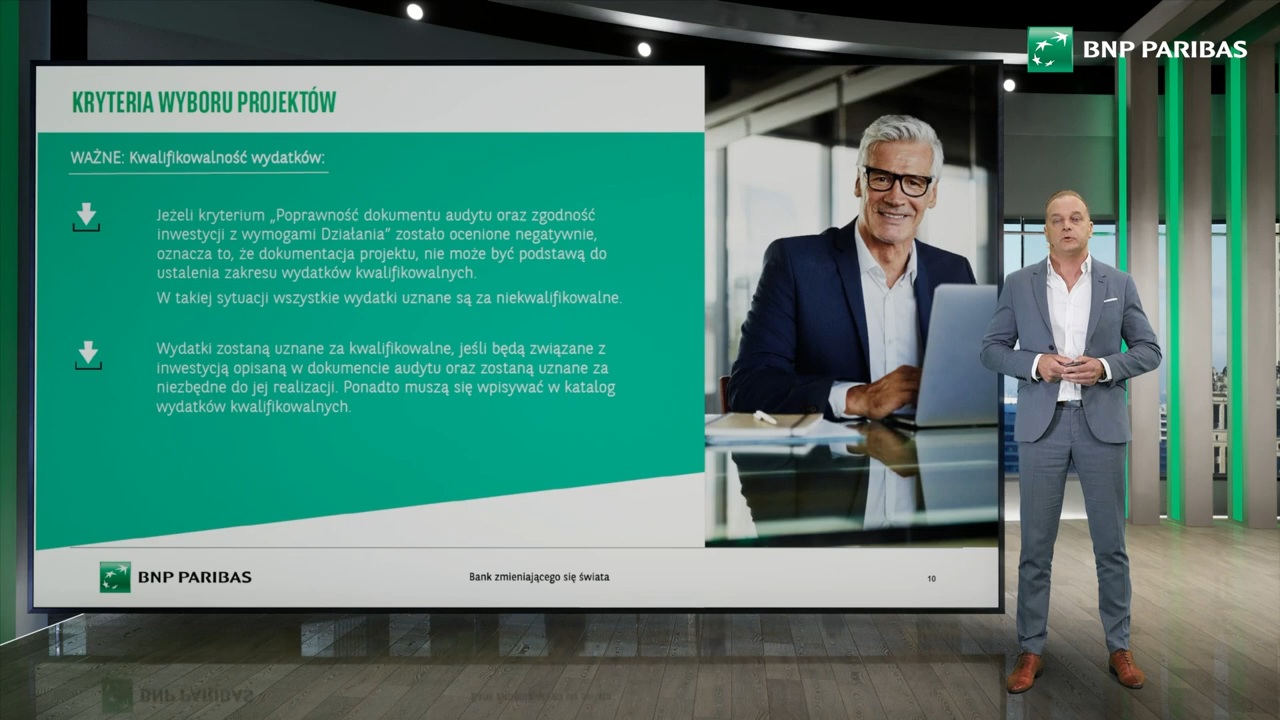 BNP PARIBAS
KRYTERIA WYBORU PROJEKTÓW
WAŻNE: Kwalifikowalność wydatków:
Jeżeli kryterium „Poprawność dokumentu audytu oraz zgodność
inwestycji z wymogami Działania” zostało ocenione negatywnie,
oznacza to, że dokumentacja projektu, nie może być podstawą do
ustalenia zakresu wydatków kwalifikowalnych.
W takiej sytuacji wszystkie wydatki uznane są za niekwalifikowalne.
Wydatki zostaną uznane za kwalifikowalne, jeśli będą związane z
inwestycją opisaną w dokumencie audytu oraz zostaną uznane za
niezbędne do jej realizacji. Ponadto muszą się wpisywać w katalog
wydatków kwalifikowalnych.
BNP PARIBAS
Bank zmieniającego się świata
10